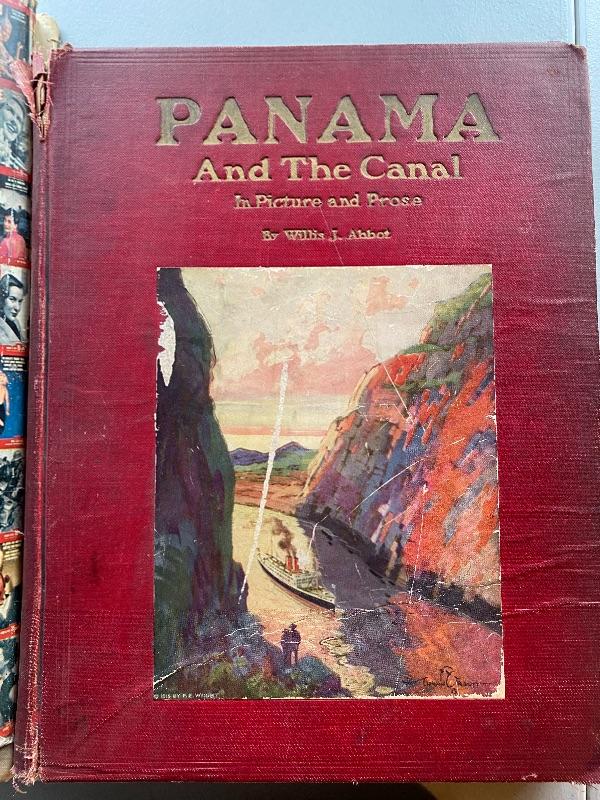 PANAMA
And The Canal
In Picture and Prose
By Willis J. Abbot